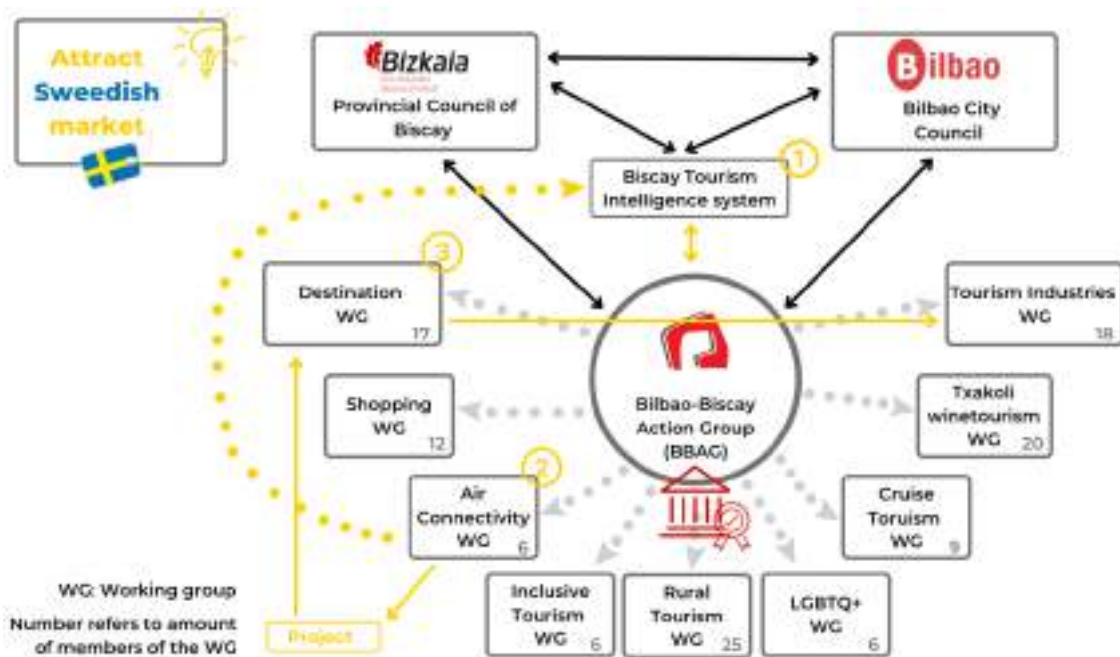 Attract
Sweedish
market
Bizkaia
Provincial Council of
Biscay
Bilbao
Bilbao City
Council
1
Biscay Tourism
Intelligence system
3
Destination
WG
17
Tourism Industries
WG
18
Shopping
WG
12
Bilbao-Biscay
Action Group
(BBAG)
Txakoli
winetourism
WG
20
2
Air
Connectivity
WG
6
Cruise
Toruism
WG
9
Inclusive
Tourism
WG
6
Rural
Tourism
WG
25
LGBTQ+
WG
6
WG: Working group
Number refers to amount
of members of the WG
Project